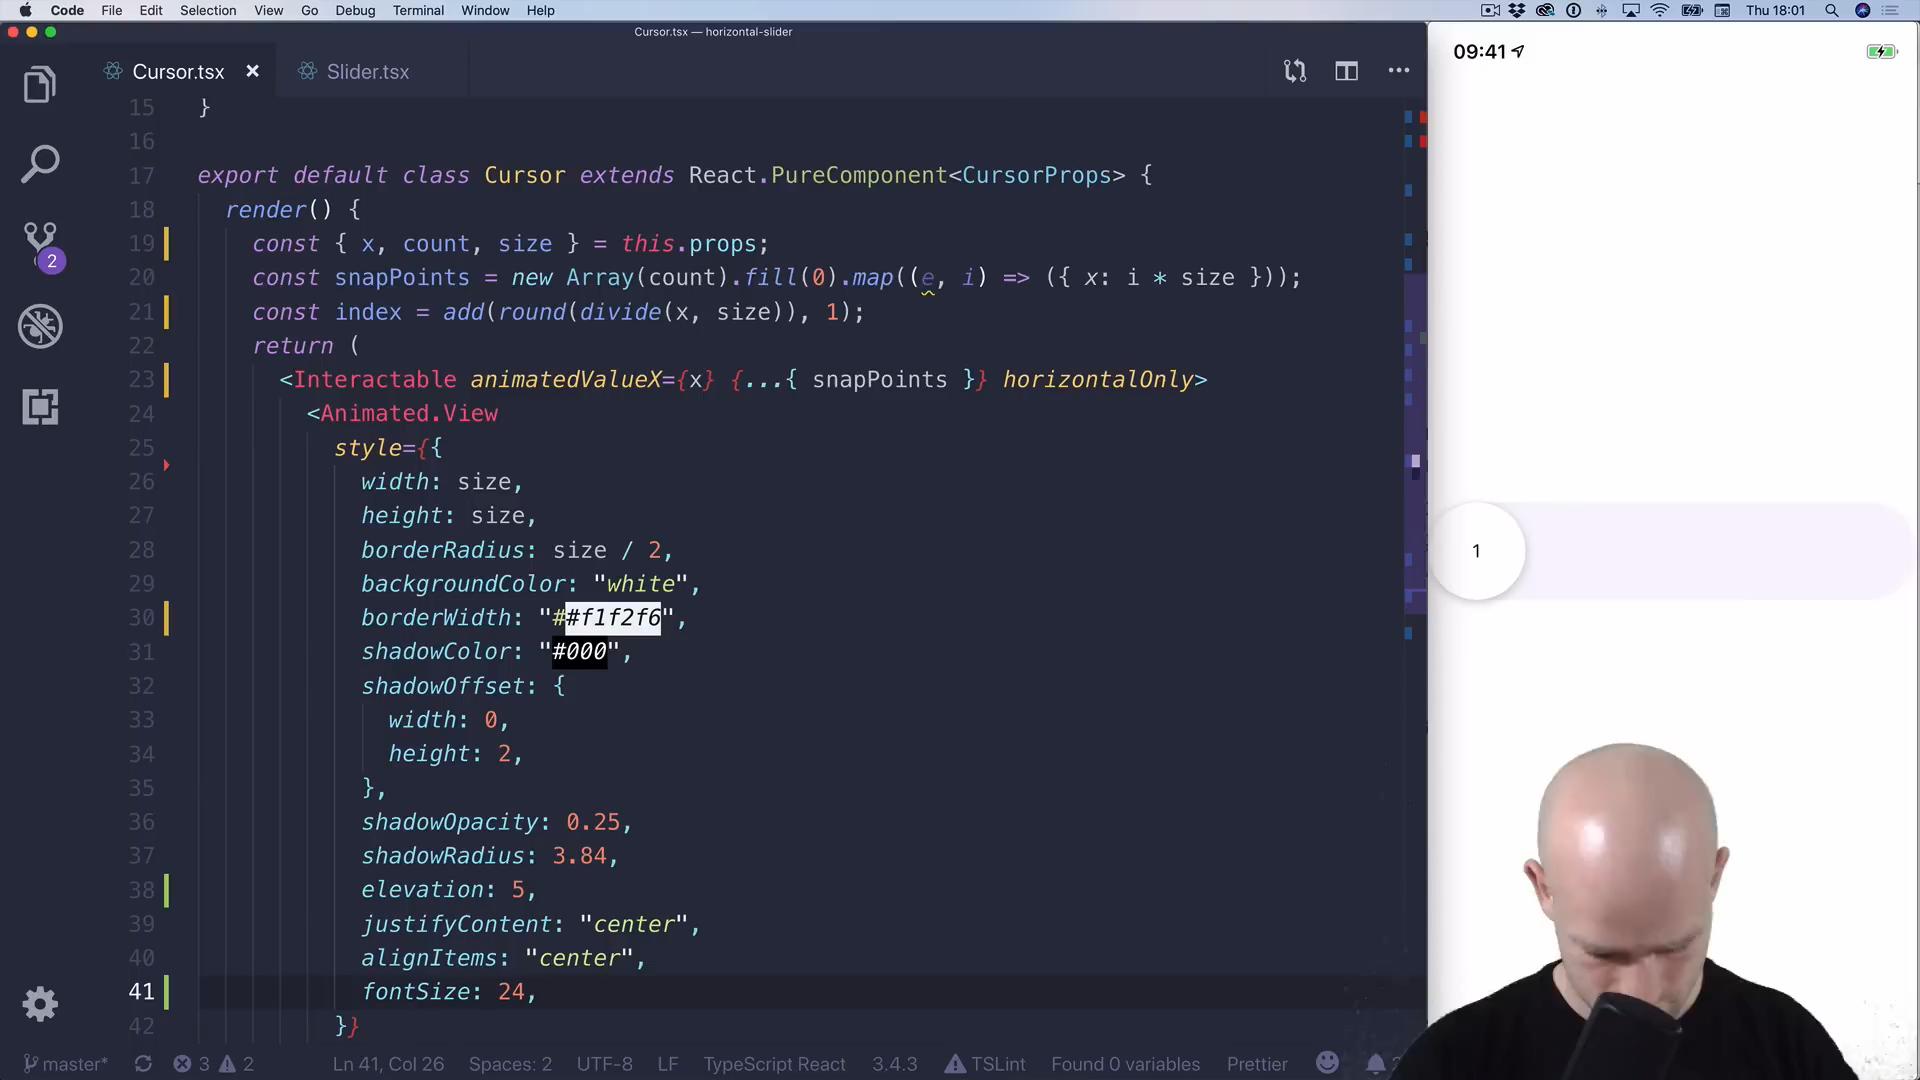 Code File Edit Selection View Go Debug Terminal Window Help
Thu 18:01
Cursor.tsx — horizontal-slider
Cursor.tsx
Slider.tsx
09:41
15 }
16
17 export default class Cursor extends React.PureComponent<CursorProps> {
18 render() {
19 const { x, count, size } = this.props;
20 const snapPoints = new Array(count).fill(0).map((e, i) => ({ x: i * size }));
21 const index = add(round(divide(x, size)), 1);
22 return (
23 <Interactable animatedValueX={x} {...{ snapPoints }} horizontalOnly>
24 <Animated.View
25 style={{
26 width: size,
27 height: size,
28 borderRadius: size / 2,
29 backgroundColor: "white",
30 borderWidth: "##f1f2f6",
31 shadowColor: "#000",
32 shadowOffset: {
33 width: 0,
34 height: 2,
35 },
36 shadowOpacity: 0.25,
37 shadowRadius: 3.84,
38 elevation: 5,
39 justifyContent: "center",
40 alignItems: "center",
41 fontSize: 24,
42 }}
2
1
master* 3 2 Ln 41, Col 26 Spaces: 2 UTF-8 LF TypeScript React 3.4.3 TSLint Found 0 variables Prettier